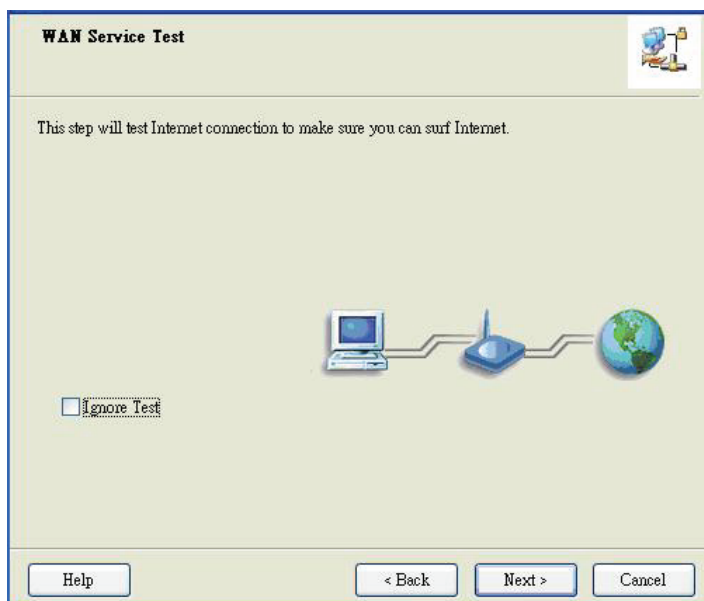 WAN Service Test
This step will test Internet connection to make sure you can surf Internet.
Ignore Test
Help
< Back
Next >
Cancel